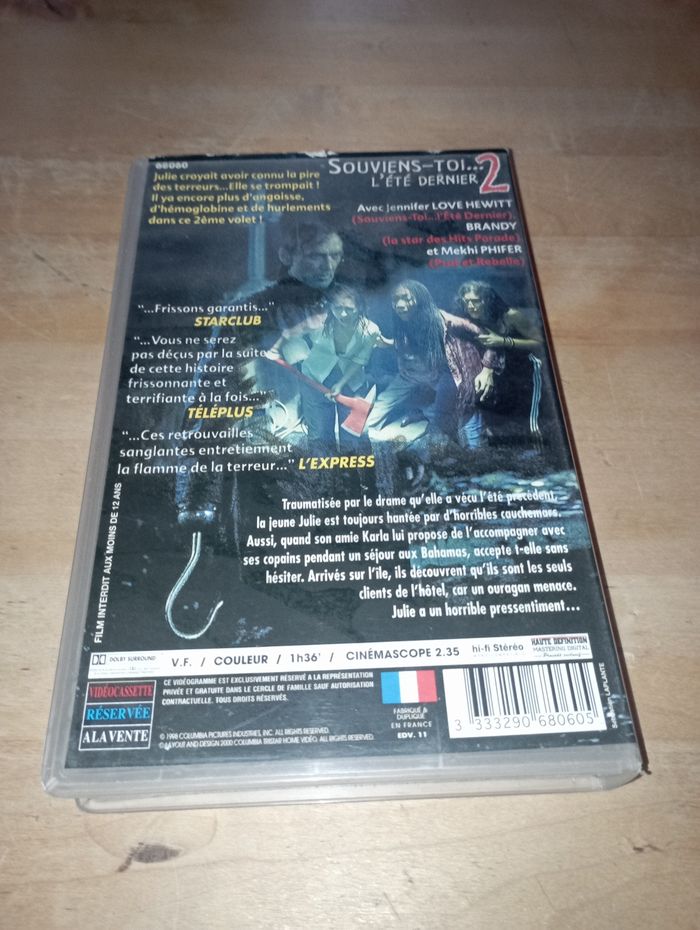 68060
Julie croyait avoir connu la pire
des terreurs...Elle se trompait !
Il ya encore plus d'angoisse,
d'hémoglobine et de hurlements
dans ce 2ème volet !
SOUVIENS-TOI... 2
L'ÉTÉ DERNIER
Avec Jennifer LOVE HEWITT
(Souviens-Toi...l'Été Dernier),
BRANDY
(la star des Hits Parade)
et Mekhi PHIFER
(Prof et Rebelle)
"...Frissons garantis..."
STARCLUB
"...Vous ne serez
pas déçus par la suite
de cette histoire
frissonnante et
terrifiante à la fois..."
TÉLÉPLUS
"...Ces retrouvailles
sanglantes entretiennent
la flamme de la terreur..." L'EXPRESS
Traumatisée par le drame qu'elle a vécu l'été précédent,
la jeune Julie est toujours hantée par d'horribles cauchemars.
Aussi, quand son amie Karla lui propose de l'accompagner avec
ses copains pendant un séjour aux Bahamas, accepte t-elle sans
hésiter. Arrivés sur l'île, ils découvrent qu'ils sont les seuls
clients de l'hôtel, car un ouragan menace.
Julie a un horrible pressentiment...
FILM INTERDIT AUX MOINS DE 12 ANS
DOLBY SURROUND
V.F. / COULEUR / 1h36' / CINÉMASCOPE 2.35
hi-fi Stéréo
HAUTE DEFINITION
MASTERING DIGITAL
VIDÉOCASSETTE
RÉSERVÉE
A LA VENTE
CE VIDÉOGRAMME EST EXCLUSIVEMENT RÉSERVÉ A LA REPRÉSENTATION
PRIVÉE ET GRATUITE DANS LE CERCLE DE FAMILLE SAUF AUTORISATION
CONTRACTUELLE. TOUS DROITS RÉSERVÉS.
© 1998 COLUMBIA PICTURES INDUSTRIES, INC. ALL RIGHTS RESERVED.
© LAYOUT AND DESIGN 2000 COLUMBIA TRISTAR HOME VIDÉO. ALL RIGHTS RESERVED.
FABRIQUÉ &
DUPLIQUÉ
EN FRANCE
EDV. 11
3 333290 680605
LAPLANTE